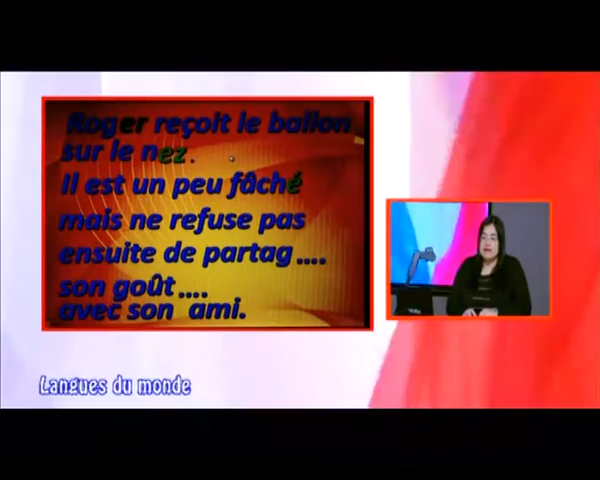 Roger reçoit le ballon
sur le nez.
Il est un peu fâché
mais ne refuse pas
ensuite de partag....
son goût....
avec son ami.
Langues du monde